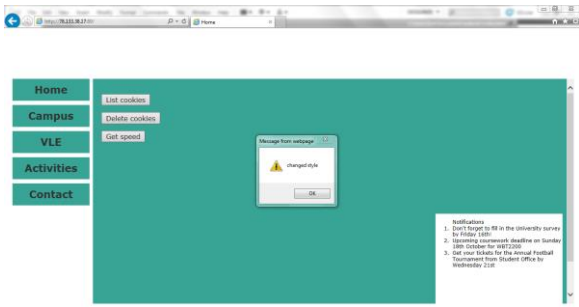 Home
Home
Campus
VLE
Activities
Contact
List cookies
Delete cookies
Get speed
Message from webpage
changed style
OK
Notifications
1. Don't forget to fill in the University survey
by Friday 16th!
2. Upcoming coursework deadline on Sunday
18th October for WBT2200
3. Get your tickets for the Annual Football
Tournament from Student Office by
Wednesday 21st